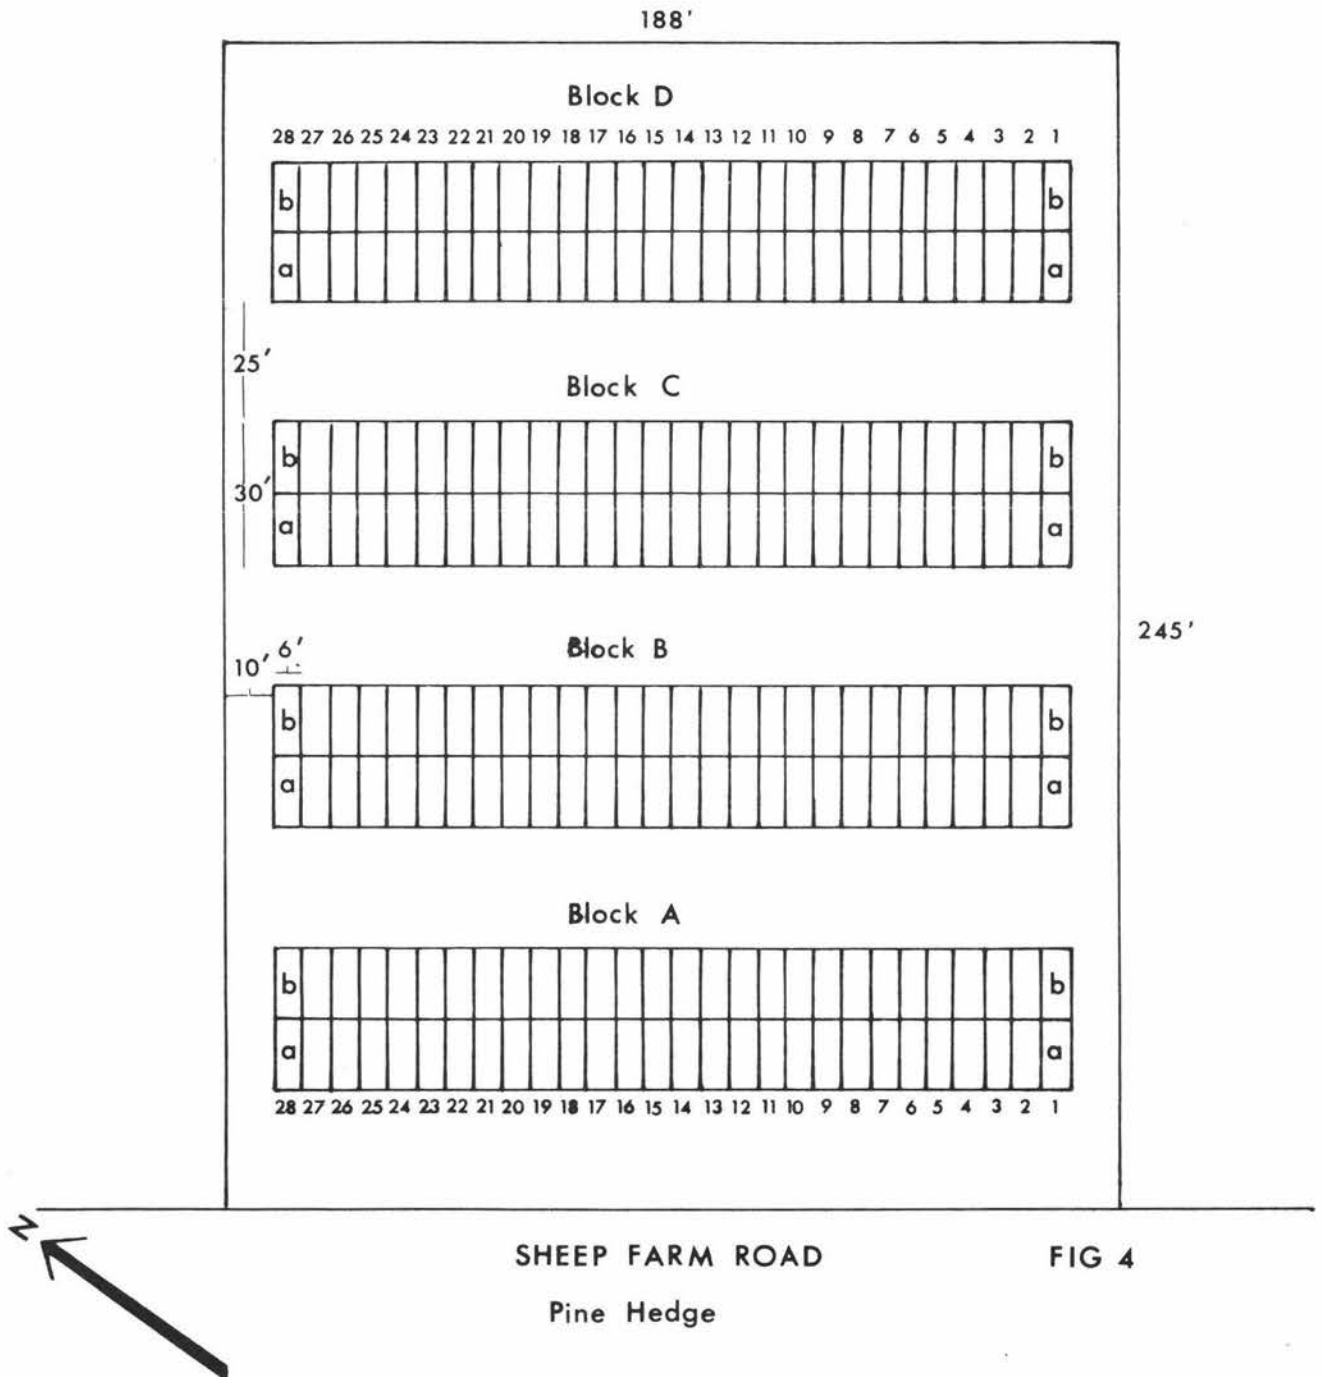 188'
Block D
28 27 26 25 24 23 22 21 20 19 18 17 16 15 14 13 12 11 10 9 8 7 6 5 4 3 2 1
b b
a a
25'
Block C
b b
30'
a a
245'
Block B
10' 6'
b b
a a
Block A
b b
a a
28 27 26 25 24 23 22 21 20 19 18 17 16 15 14 13 12 11 10 9 8 7 6 5 4 3 2 1
N
SHEEP FARM ROAD FIG 4
Pine Hedge